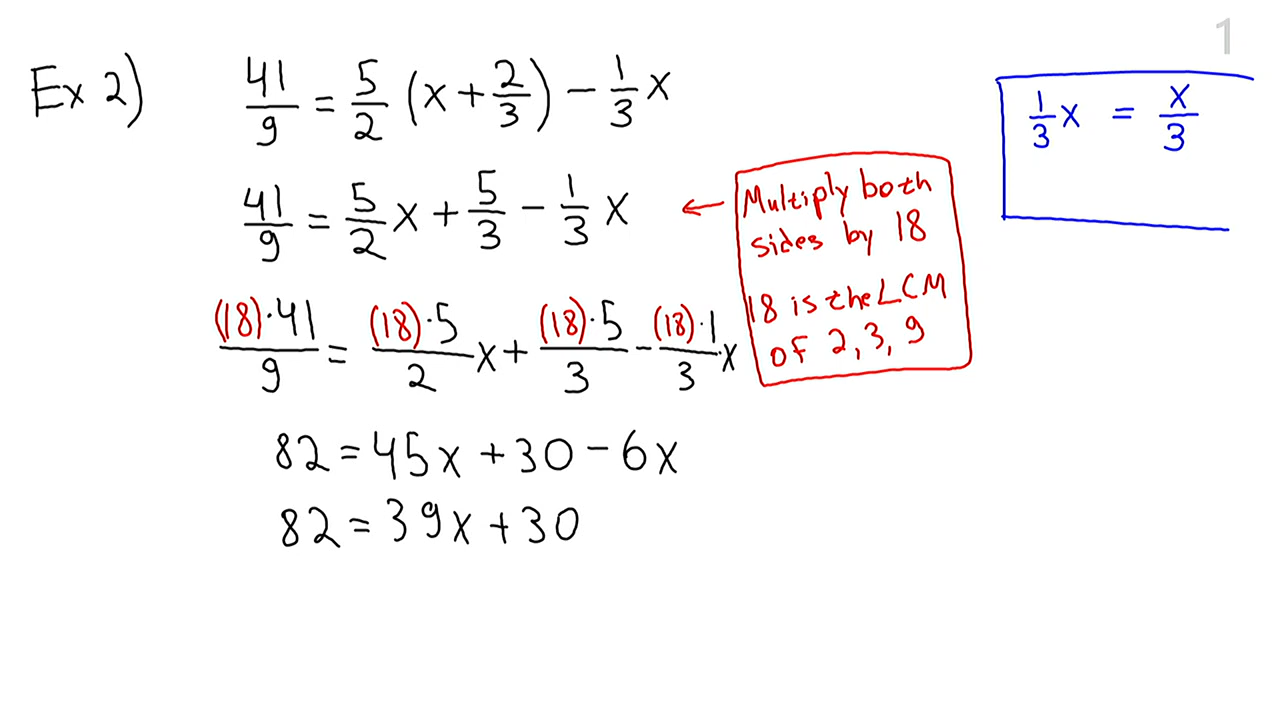 1
Ex 2) 41/9 = 5/2 (x + 2/3) - 1/3 x
1/3 x = x/3
41/9 = 5/2 x + 5/3 - 1/3 x
← Multiply both
sides by 18
18 is the LCM
of 2, 3, 9
(18)·41/9 = (18)·5/2 x + (18)·5/3 - (18)·1/3 x
82 = 45x + 30 - 6x
82 = 39x + 30